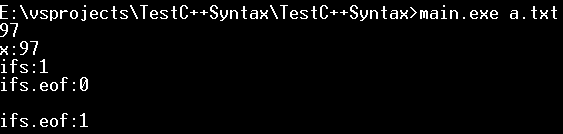 E:\vsprojects\TestC++Syntax\TestC++Syntax>main.exe a.txt
97
x:97
ifs:1
ifs.eof:0
ifs.eof:1